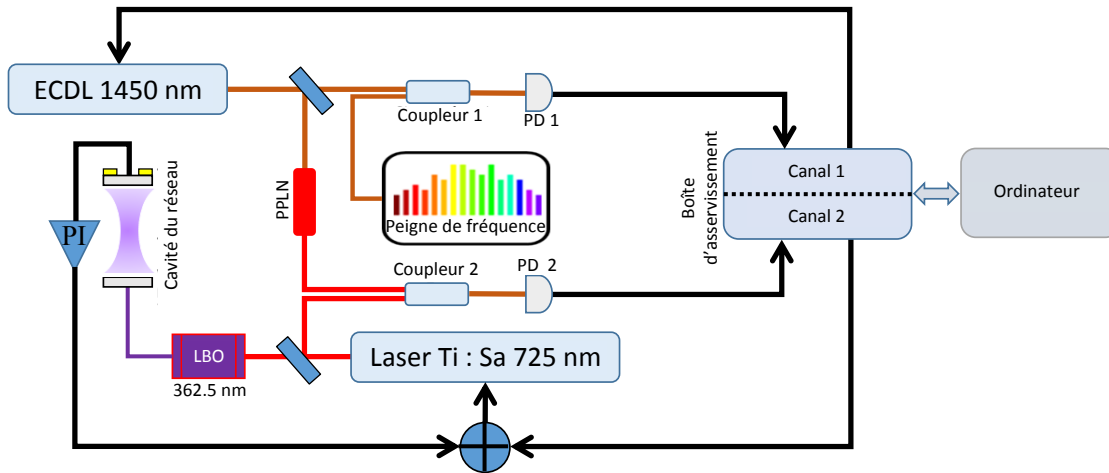 ECDL 1450 nm
Coupleur 1
PD 1
Canal 1
Canal 2
Boîte
d'asservissement
Ordinateur
PPLN
Peigne de fréquence
PI
Cavité du réseau
Coupleur 2
PD 2
LBO
362.5 nm
Laser Ti : Sa 725 nm